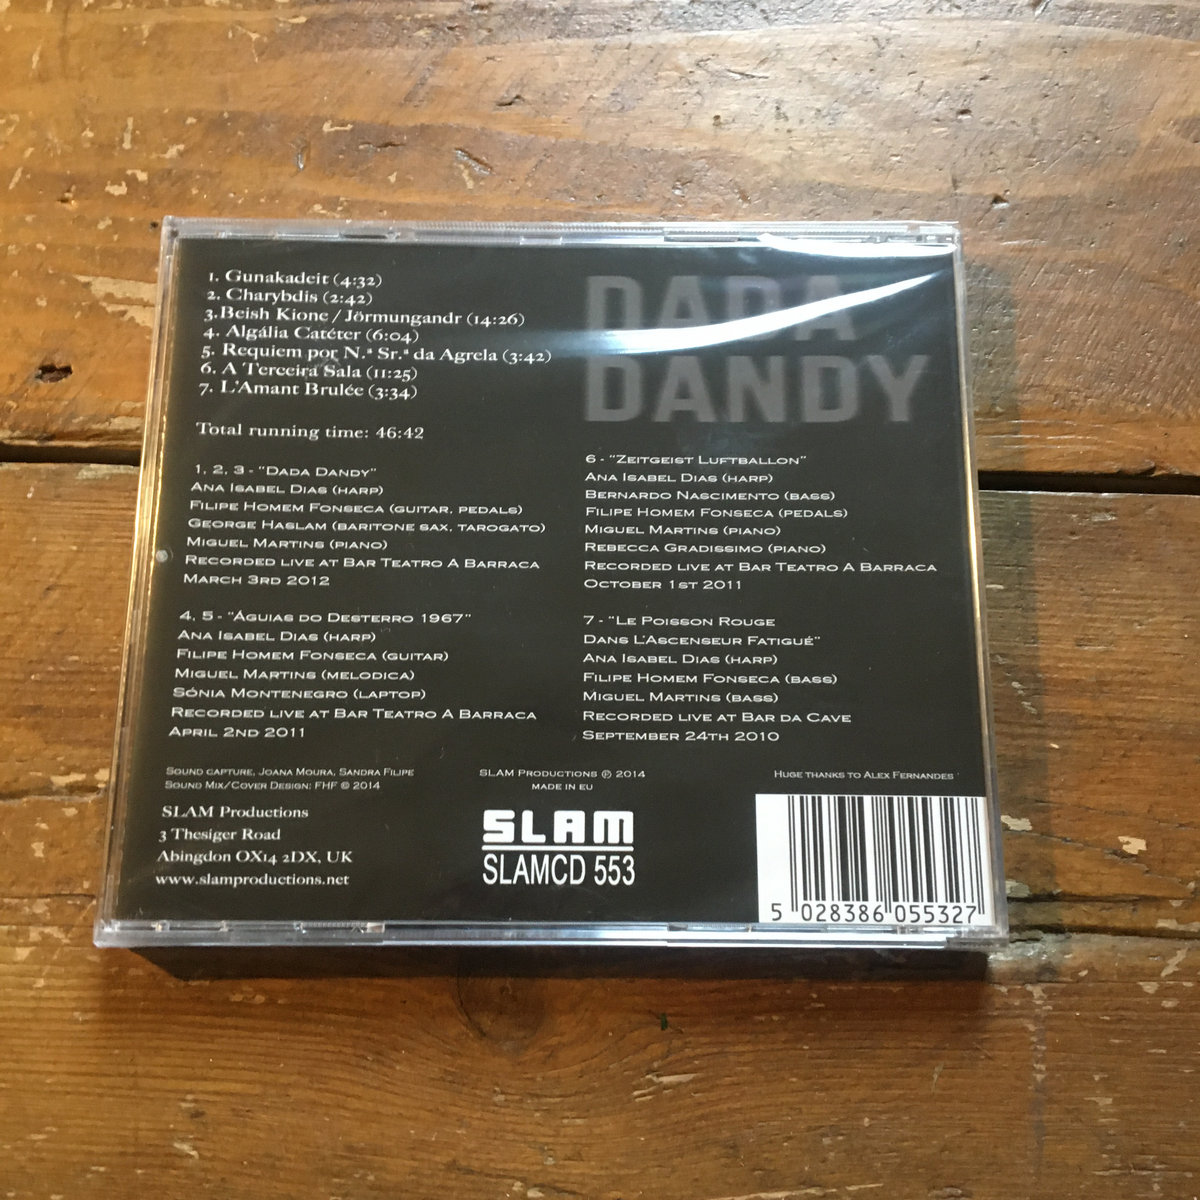 1. Gunakadeit (4:32)
2. Charybdis (2:42)
3.Beish Kione / Jörmungandr (14:26)
4. Algália Catéter (6:04)
5. Requiem por N.ª Sr.ª da Agrela (3:42)
6. A Terceira Sala (11:25)
7. L'Amant Brulée (3:34)
Total running time: 46:42
DADA
DANDY
1, 2, 3 - "Dada Dandy"
Ana Isabel Dias (harp)
Filipe Homem Fonseca (guitar, pedals)
George Haslam (baritone sax, tarogato)
Miguel Martins (piano)
Recorded live at Bar Teatro A Barraca
March 3rd 2012
4, 5 - "Águias do Desterro 1967"
Ana Isabel Dias (harp)
Filipe Homem Fonseca (guitar)
Miguel Martins (melodica)
Sónia Montenegro (laptop)
Recorded live at Bar Teatro A Barraca
April 2nd 2011
6 - "Zeitgeist Luftballon"
Ana Isabel Dias (harp)
Bernardo Nascimento (bass)
Filipe Homem Fonseca (pedals)
Miguel Martins (piano)
Rebecca Gradissimo (piano)
Recorded live at Bar Teatro A Barraca
October 1st 2011
7 - "Le Poisson Rouge
Dans L'Ascenseur Fatigué"
Ana Isabel Dias (harp)
Filipe Homem Fonseca (bass)
Miguel Martins (bass)
Recorded live at Bar da Cave
September 24th 2010
Sound capture, Joana Moura, Sandra Filipe
Sound Mix/Cover Design: FHF © 2014
SLAM Productions
3 Thesiger Road
Abingdon OX14 2DX, UK
www.slamproductions.net
SLAM Productions ℗ 2014
made in EU
SLAM
SLAMCD 553
Huge thanks to Alex Fernandes
5 028386 055327